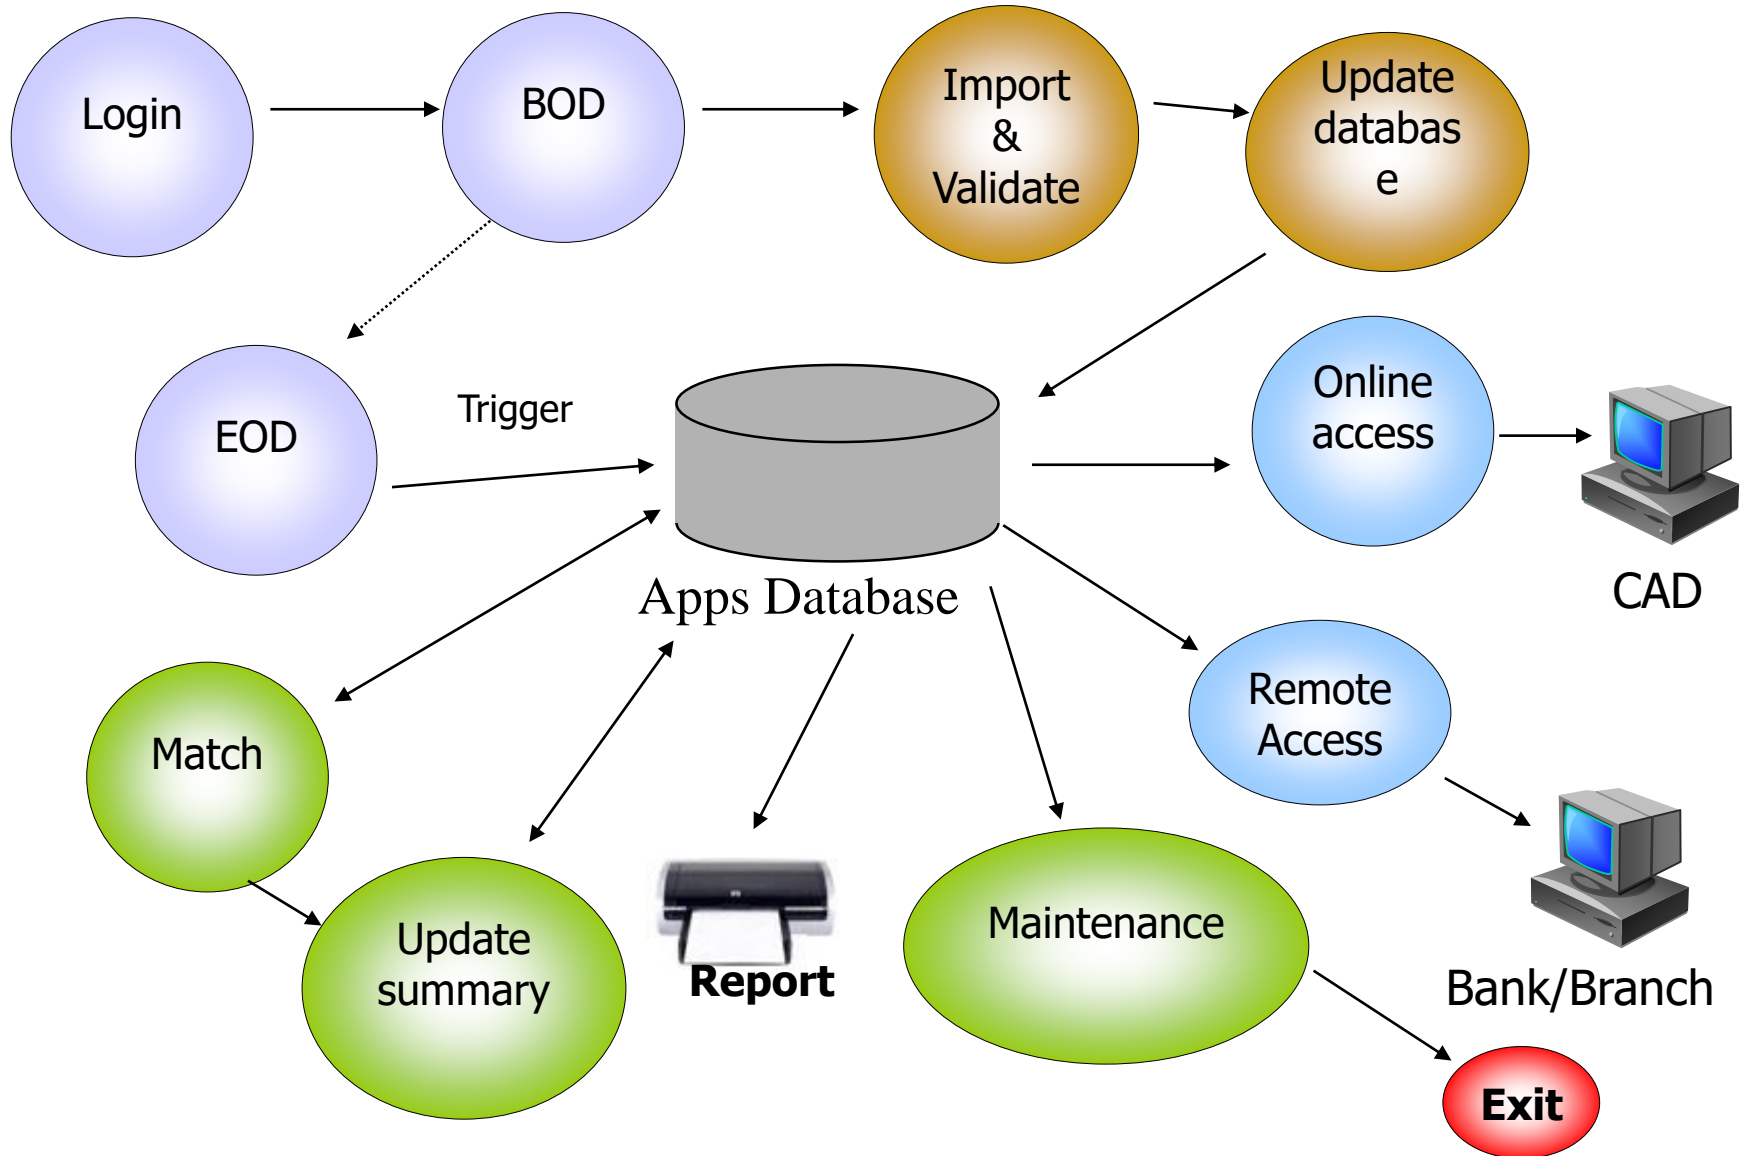 Login
BOD
Import
&
Validate
Update
databas
e
EOD
Trigger
Online
access
CAD
Apps Database
Match
Remote
Access
Update
summary
Report
Maintenance
Bank/Branch
Exit